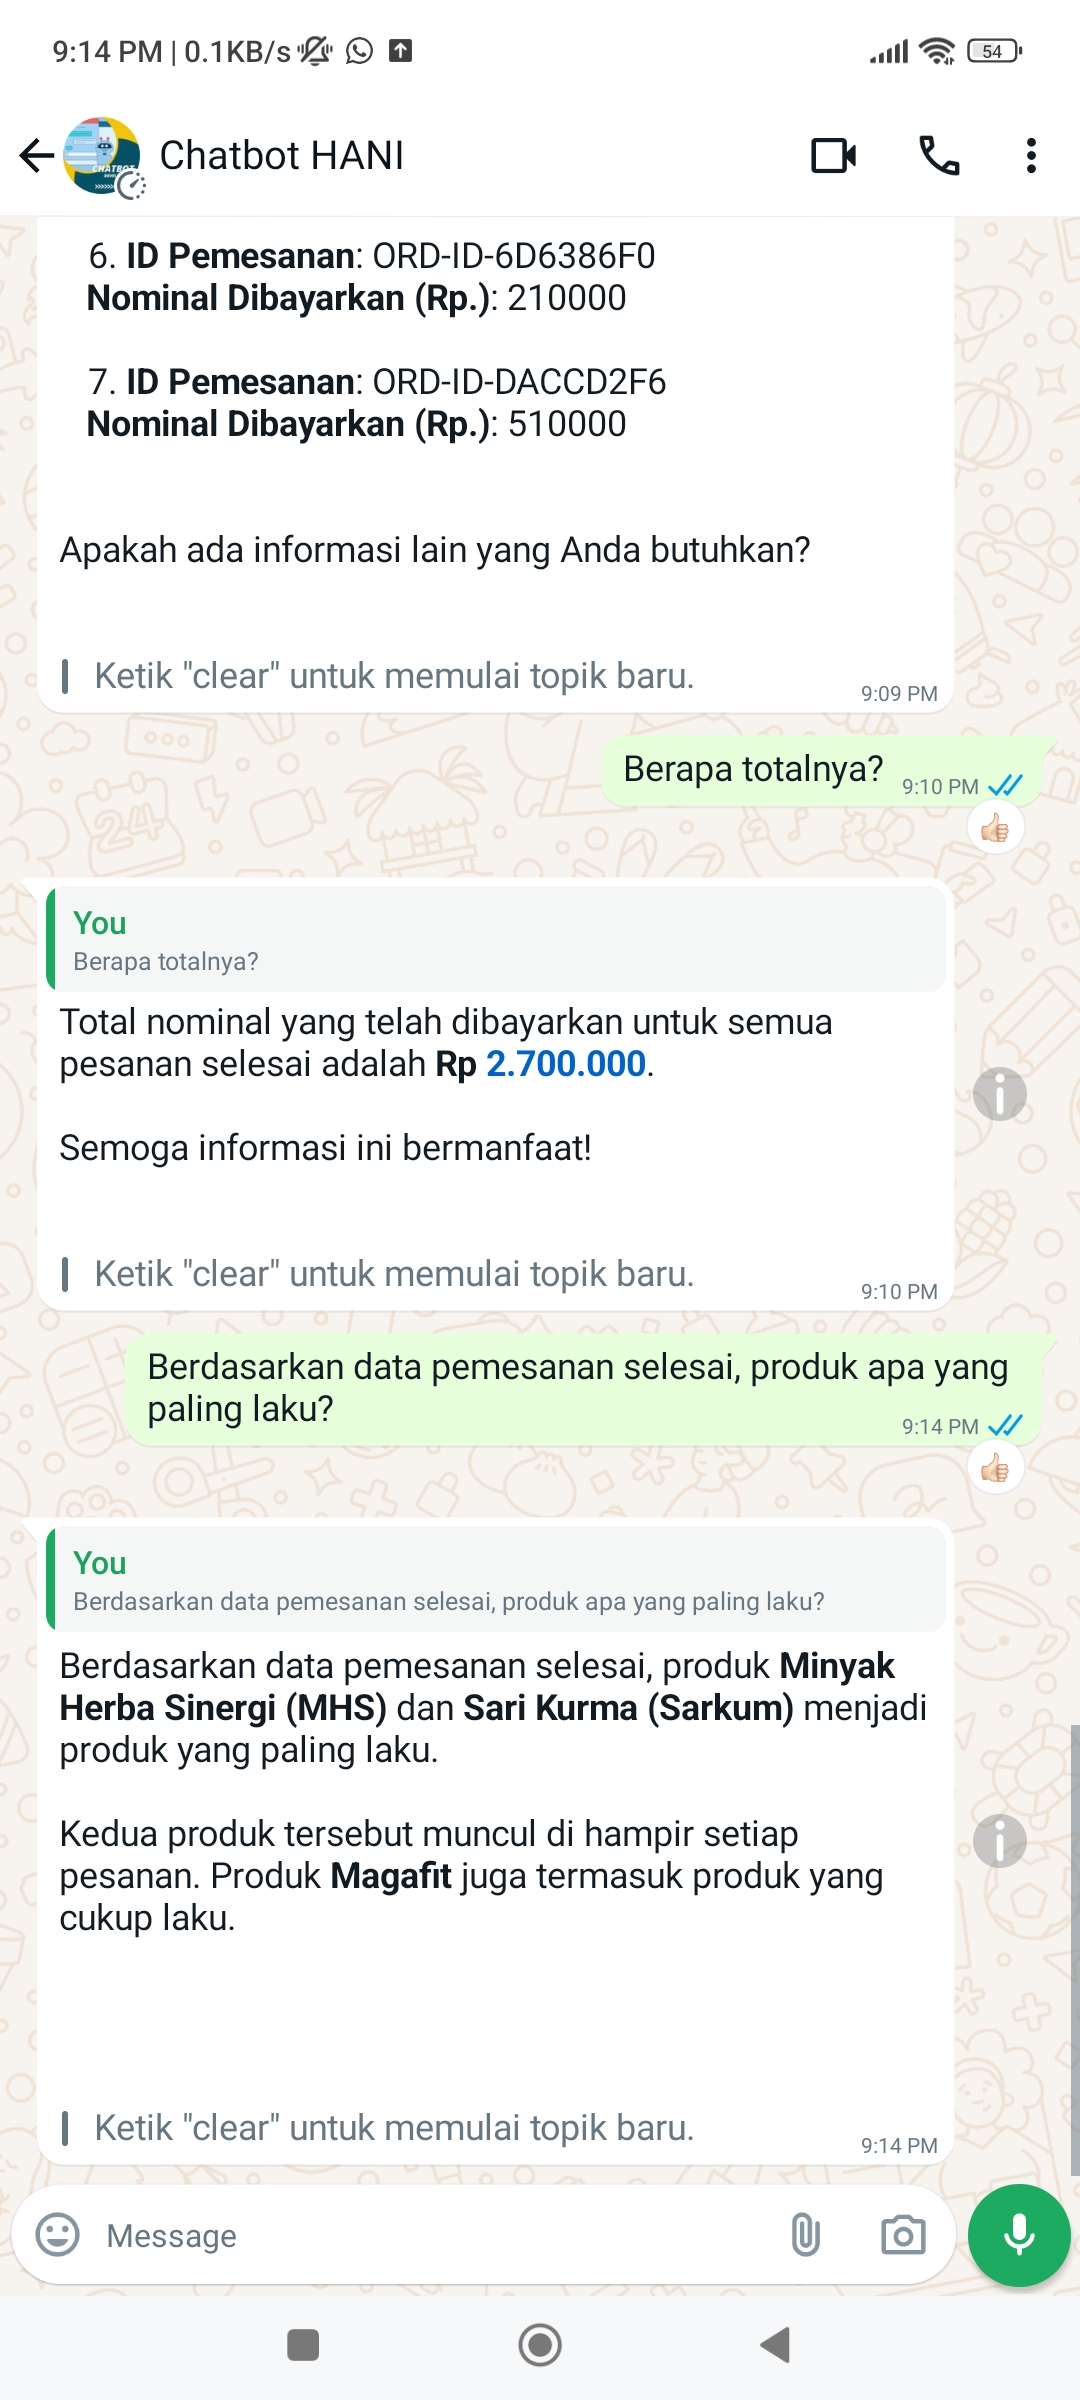 9:14 PM | 0.1KB/s
54
Chatbot HANI
CHATBOT
6. ID Pemesanan: ORD-ID-6D6386F0
Nominal Dibayarkan (Rp.): 210000
7. ID Pemesanan: ORD-ID-DACCD2F6
Nominal Dibayarkan (Rp.): 510000
Apakah ada informasi lain yang Anda butuhkan?
Ketik "clear" untuk memulai topik baru.
9:09 PM
Berapa totalnya?
9:10 PM
You
Berapa totalnya?
Total nominal yang telah dibayarkan untuk semua
pesanan selesai adalah Rp 2.700.000.
Semoga informasi ini bermanfaat!
Ketik "clear" untuk memulai topik baru.
9:10 PM
Berdasarkan data pemesanan selesai, produk apa yang
paling laku?
9:14 PM
You
Berdasarkan data pemesanan selesai, produk apa yang paling laku?
Berdasarkan data pemesanan selesai, produk Minyak
Herba Sinergi (MHS) dan Sari Kurma (Sarkum) menjadi
produk yang paling laku.
Kedua produk tersebut muncul di hampir setiap
pesanan. Produk Magafit juga termasuk produk yang
cukup laku.
Ketik "clear" untuk memulai topik baru.
9:14 PM
Message